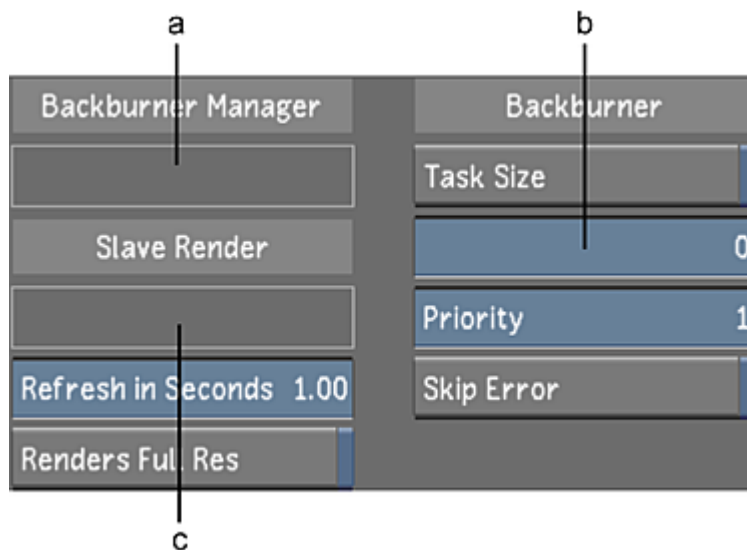 a
b
Backburner Manager
Backburner
Task Size
Slave Render
0
Priority 1
Refresh in Seconds 1.00
Skip Error
Renders Full Res
c